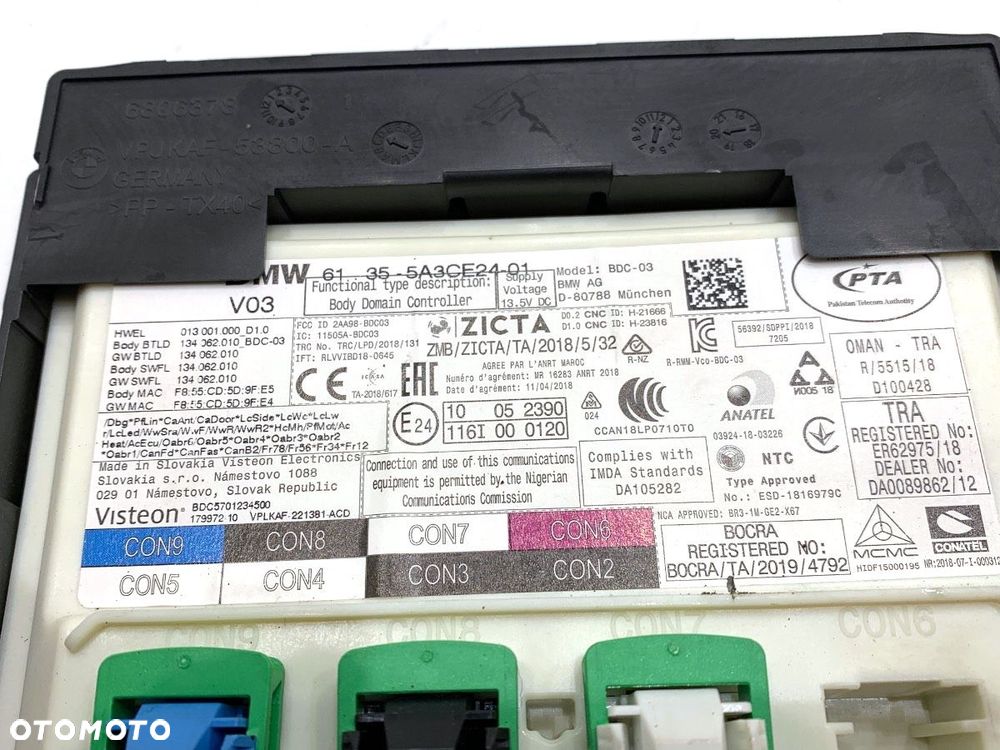 6996876
VPJKAF-53800-A
GERMANY
>PP-TX40<
BMW 61.35-5A3CE24-01
V03
Functional type description:
Body Domain Controller
Supply
Voltage
13.5V DC
Model: BDC-03
BMW AG
D-80788 München
PTA
Pakistan Telecom Authority
HWEL 013.001.000_D1.0
Body BTLD 134.062.010_BDC-03
GW BTLD 134.062.010
Body SWFL 134.062.010
GW SWFL 134.062.010
Body MAC F8:55:CD:5D:9F:E5
GW MAC F8:55:CD:5D:9F:E4
FCC ID 2AA98-BDC03
IC: 11505A-BDC03
TRC No. TRC/LPD/2018/131
IFT: RLVVIBD18-0645
ZICTA
ZMB/ZICTA/TA/2018/5/32
D0.2 CNC ID: H-21666
D1.0 CNC ID: H-23816
R-NZ
R-RMM-Vco-BDC-03
56392/SDPPI/2018
7205
OMAN - TRA
R/5515/18
D100428
CE
ICASA
TA-2018/617
EAC
AGREE PAR L'ANRT MAROC
Numéro d'agrément: MR 16283 ANRT 2018
Date d'agrément: 11/04/2018
024
CCAN18LP0710T0
ANATEL
03924-18-03226
N005 18
/Dbg*PfLin*CaAnt/CaDoor*LcSide*LcWc*LcLw
r/LcLed/WwSra/WwF/WwR/WwR2*HcMh/PfMot/Ac
Heat/AcEcu/Oabr6/Oabr5*Oabr4*Oabr3*Oabr2
*Oabr1/CanFd*CanFas*CanB2/Fr78/Fr56*Fr34*Fr12
E24
10 05 2390
116I 00 0120
TRA
REGISTERED No:
ER62975/18
DEALER No:
DA0089862/12
Made in Slovakia Visteon Electronics
Slovakia s.r.o. Námestovo 1088
029 01 Námestovo, Slovak Republic
Connection and use of this communications
equipment is permitted by the Nigerian
Communications Commission
Complies with
IMDA Standards
DA105282
NTC
Type Approved
No.: ESD-1816979C
Visteon
BDC5701234500
179972 10 VPLKAF-221381-ACD
NCA APPROVED: BR3-1M-GE2-X67
BOCRA
REGISTERED NO:
BOCRA/TA/2019/4792
MCMC
HIDF15000195
CONATEL
NR:2018-07-I-000312
CON9 CON8 CON7 CON6
CON5 CON4 CON3 CON2
CON9 CON8 CON7 CON6
OTOMOTO